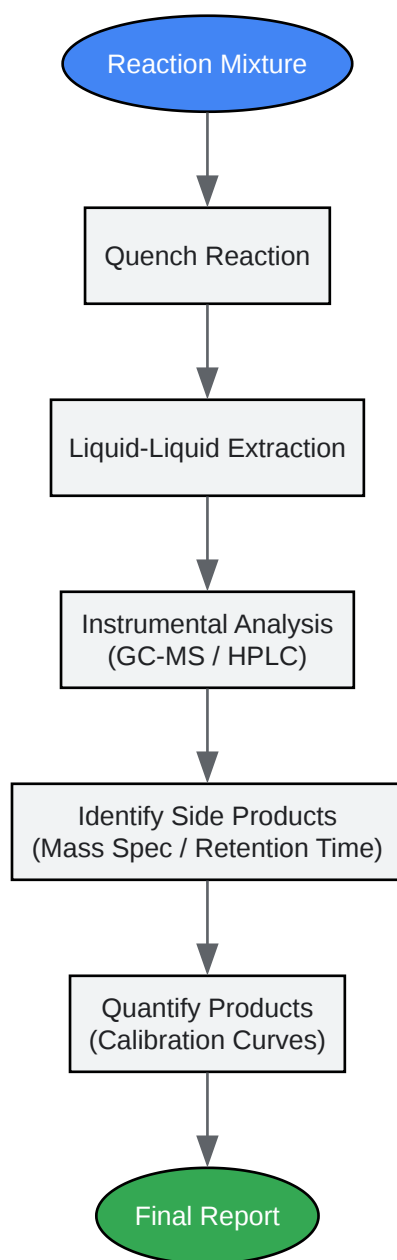 Reaction Mixture
Quench Reaction
Liquid-Liquid Extraction
Instrumental Analysis
(GC-MS / HPLC)
Identify Side Products
(Mass Spec / Retention Time)
Quantify Products
(Calibration Curves)
Final Report